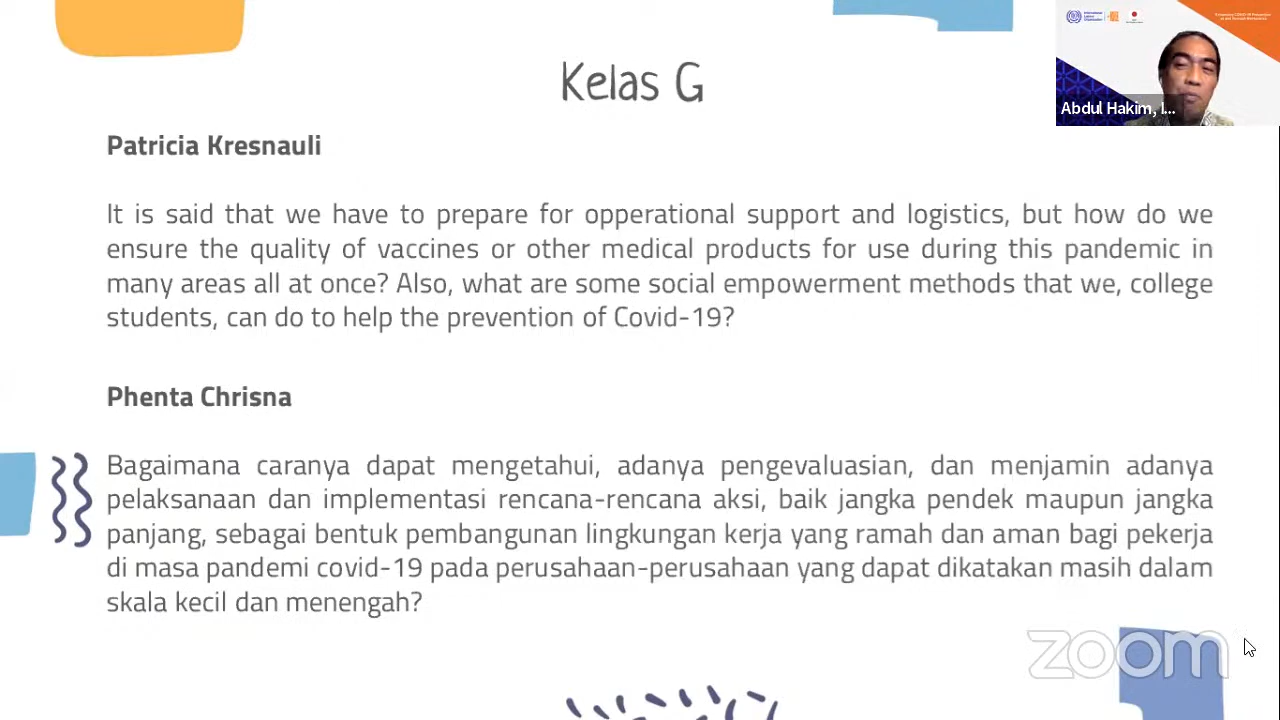 Kelas G
Abdul Hakim, I...
Patricia Kresnauli
It is said that we have to prepare for opperational support and logistics, but how do we
ensure the quality of vaccines or other medical products for use during this pandemic in
many areas all at once? Also, what are some social empowerment methods that we, college
students, can do to help the prevention of Covid-19?
Phenta Chrisna
Bagaimana caranya dapat mengetahui, adanya pengevaluasian, dan menjamin adanya
pelaksanaan dan implementasi rencana-rencana aksi, baik jangka pendek maupun jangka
panjang, sebagai bentuk pembangunan lingkungan kerja yang ramah dan aman bagi pekerja
di masa pandemi covid-19 pada perusahaan-perusahaan yang dapat dikatakan masih dalam
skala kecil dan menengah?
zoom